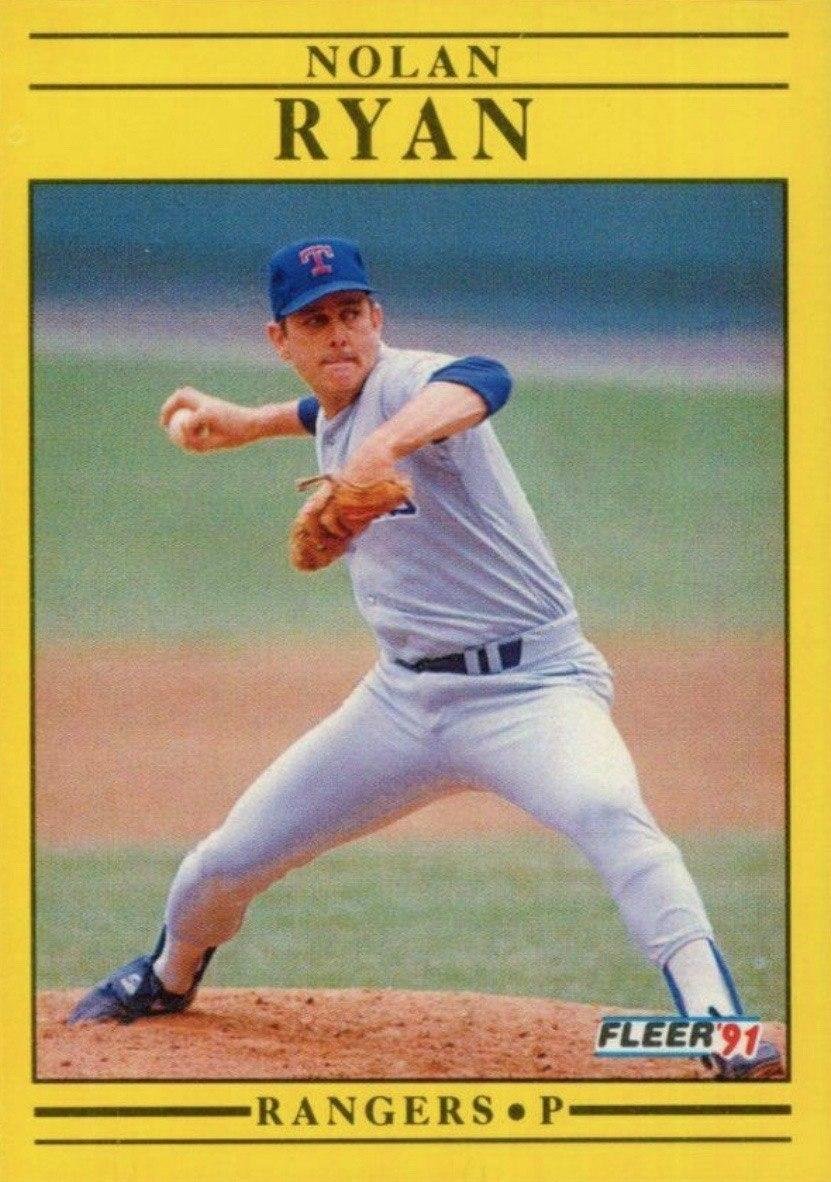 NOLAN
RYAN
T
FLEER '91
RANGERS • P